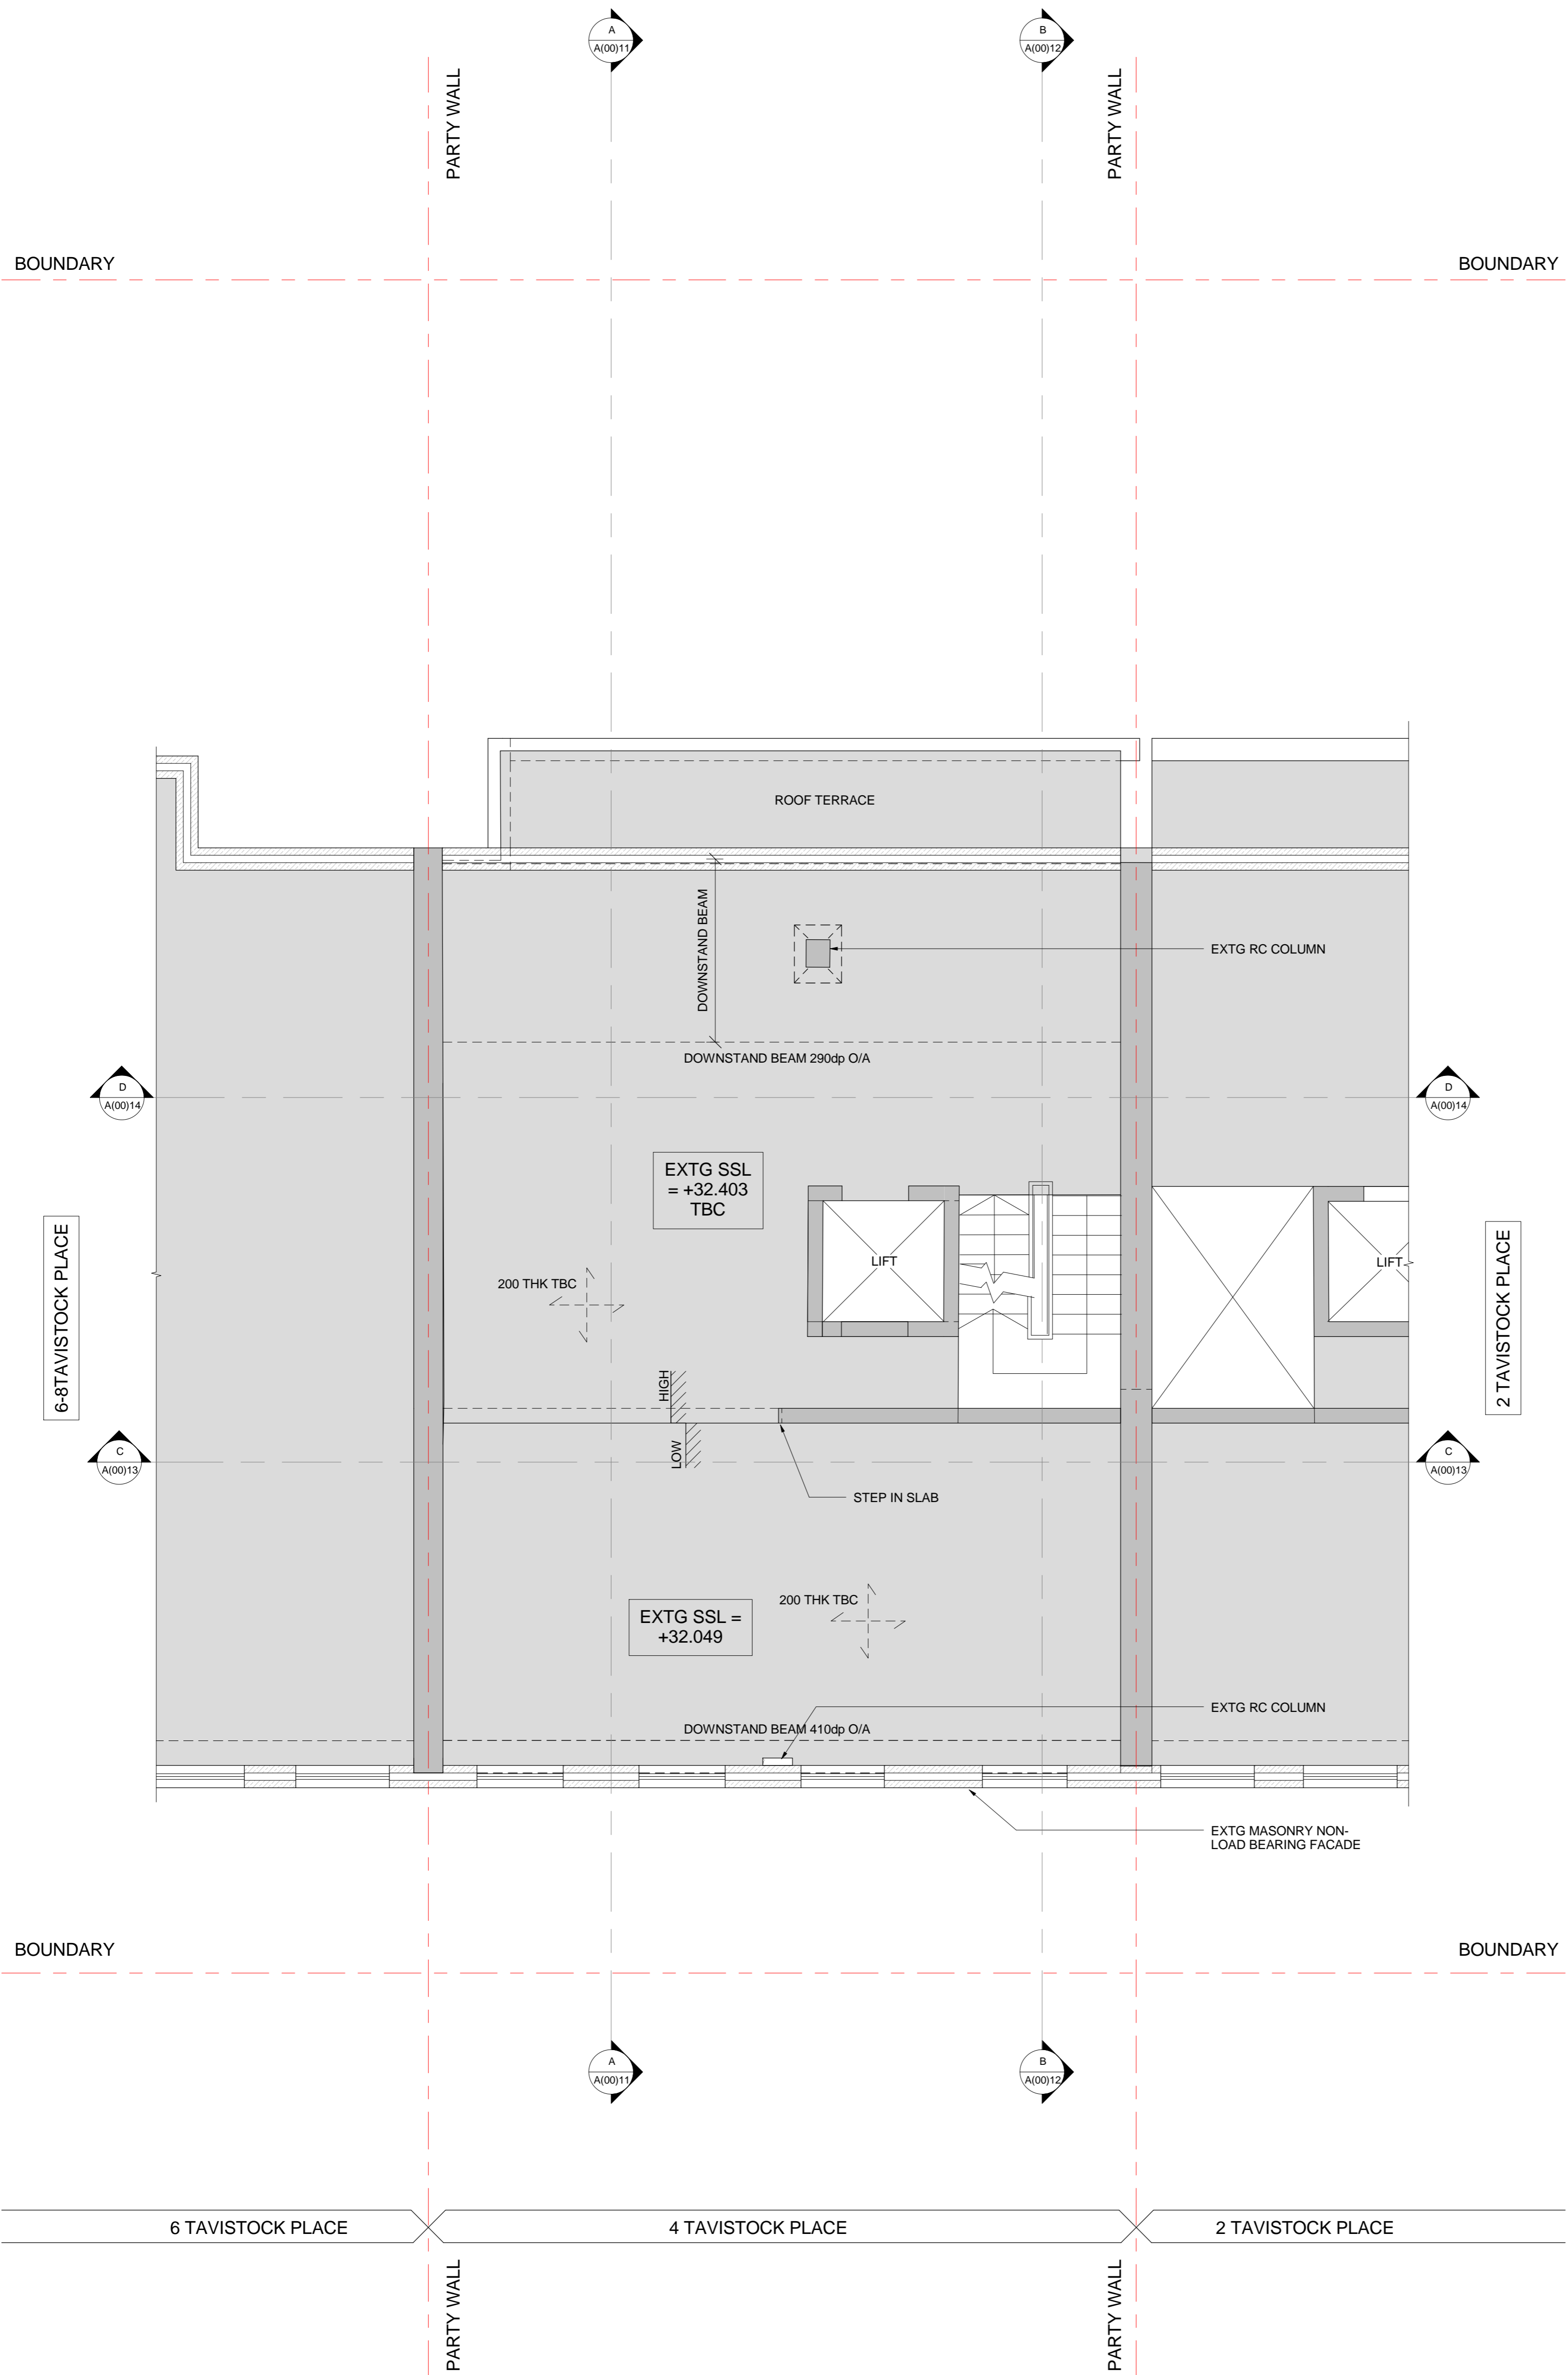 A
A(00)11
B
A(00)12
PARTY WALL
PARTY WALL
BOUNDARY
BOUNDARY
ROOF TERRACE
DOWNSTAND BEAM
EXTG RC COLUMN
DOWNSTAND BEAM 290dp O/A
D
A(00)14
D
A(00)14
EXTG SSL
= +32.403
TBC
6-8TAVISTOCK PLACE
2 TAVISTOCK PLACE
LIFT
LIFT
200 THK TBC
HIGH
LOW
C
A(00)13
C
A(00)13
STEP IN SLAB
200 THK TBC
EXTG SSL =
+32.049
EXTG RC COLUMN
DOWNSTAND BEAM 410dp O/A
EXTG MASONRY NON-
LOAD BEARING FACADE
BOUNDARY
BOUNDARY
A
A(00)11
B
A(00)12
6 TAVISTOCK PLACE
4 TAVISTOCK PLACE
2 TAVISTOCK PLACE
PARTY WALL
PARTY WALL